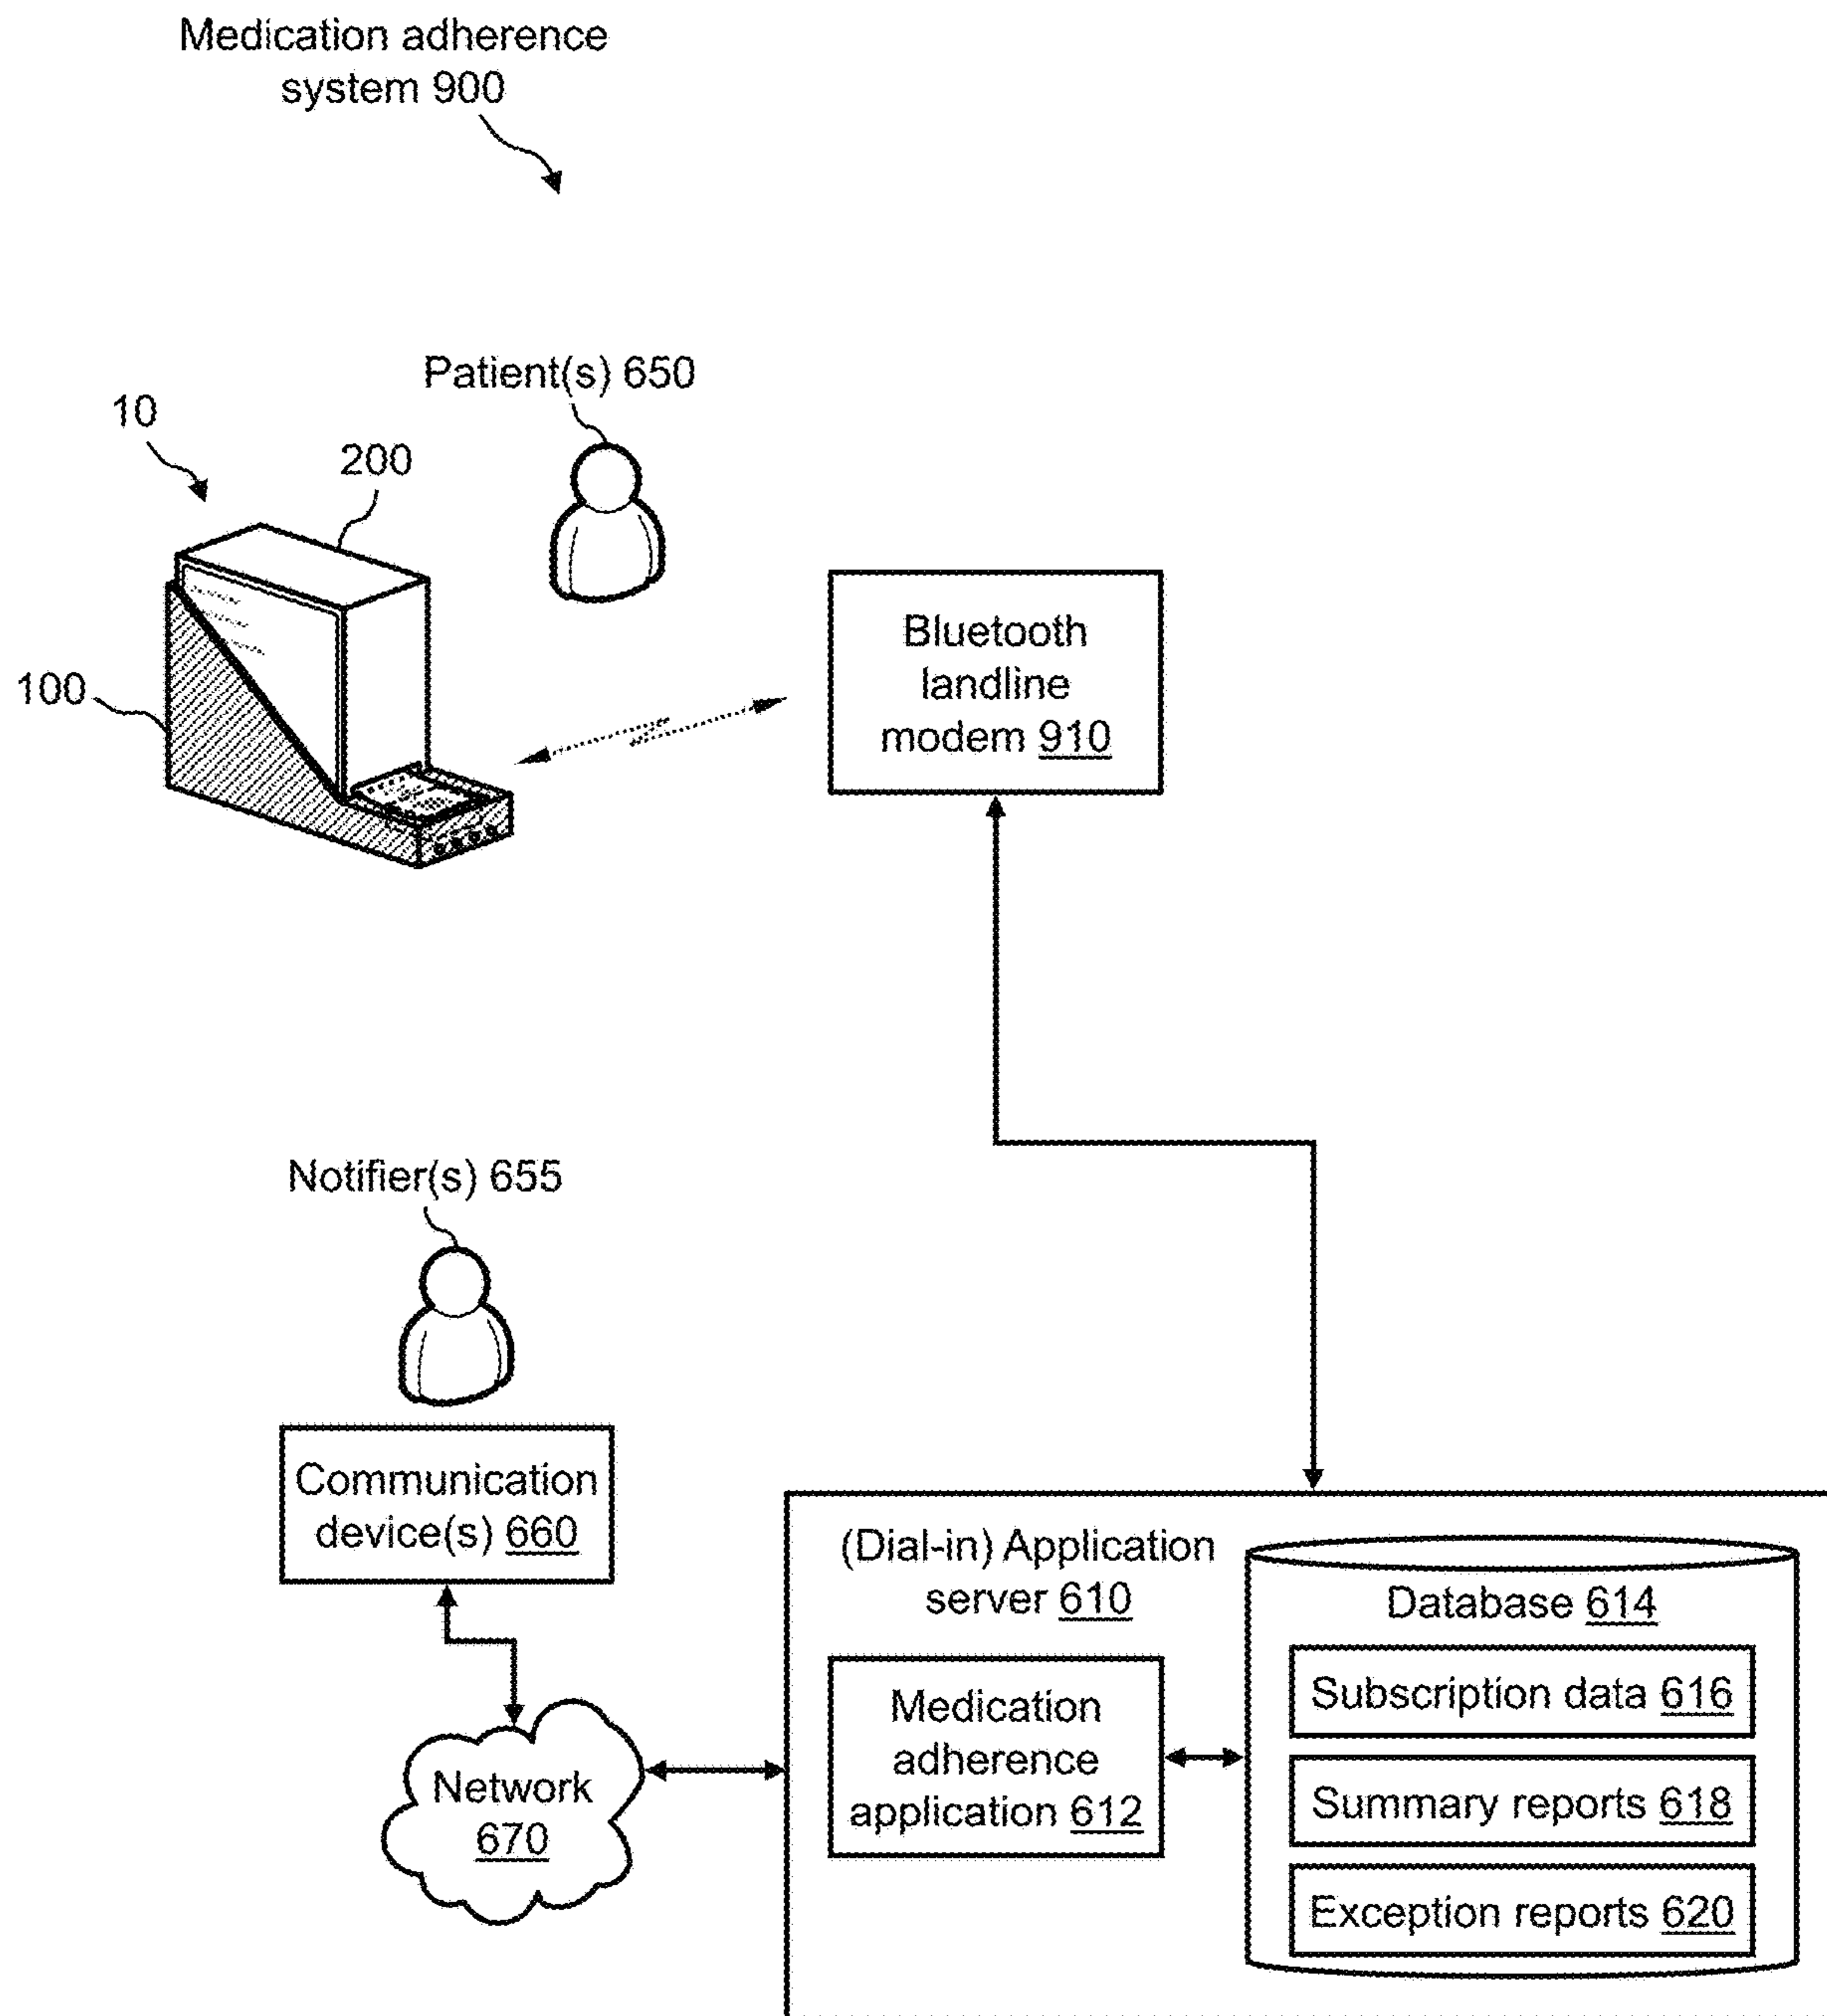 Medication adherence
system 900
Patient(s) 650
10
200
100
Bluetooth
landline
modem 910
Notifier(s) 655
Communication
device(s) 660
(Dial-in) Application
server 610
Database 614
Subscription data 616
Medication
adherence
application 612
Summary reports 618
Exception reports 620
Network
670